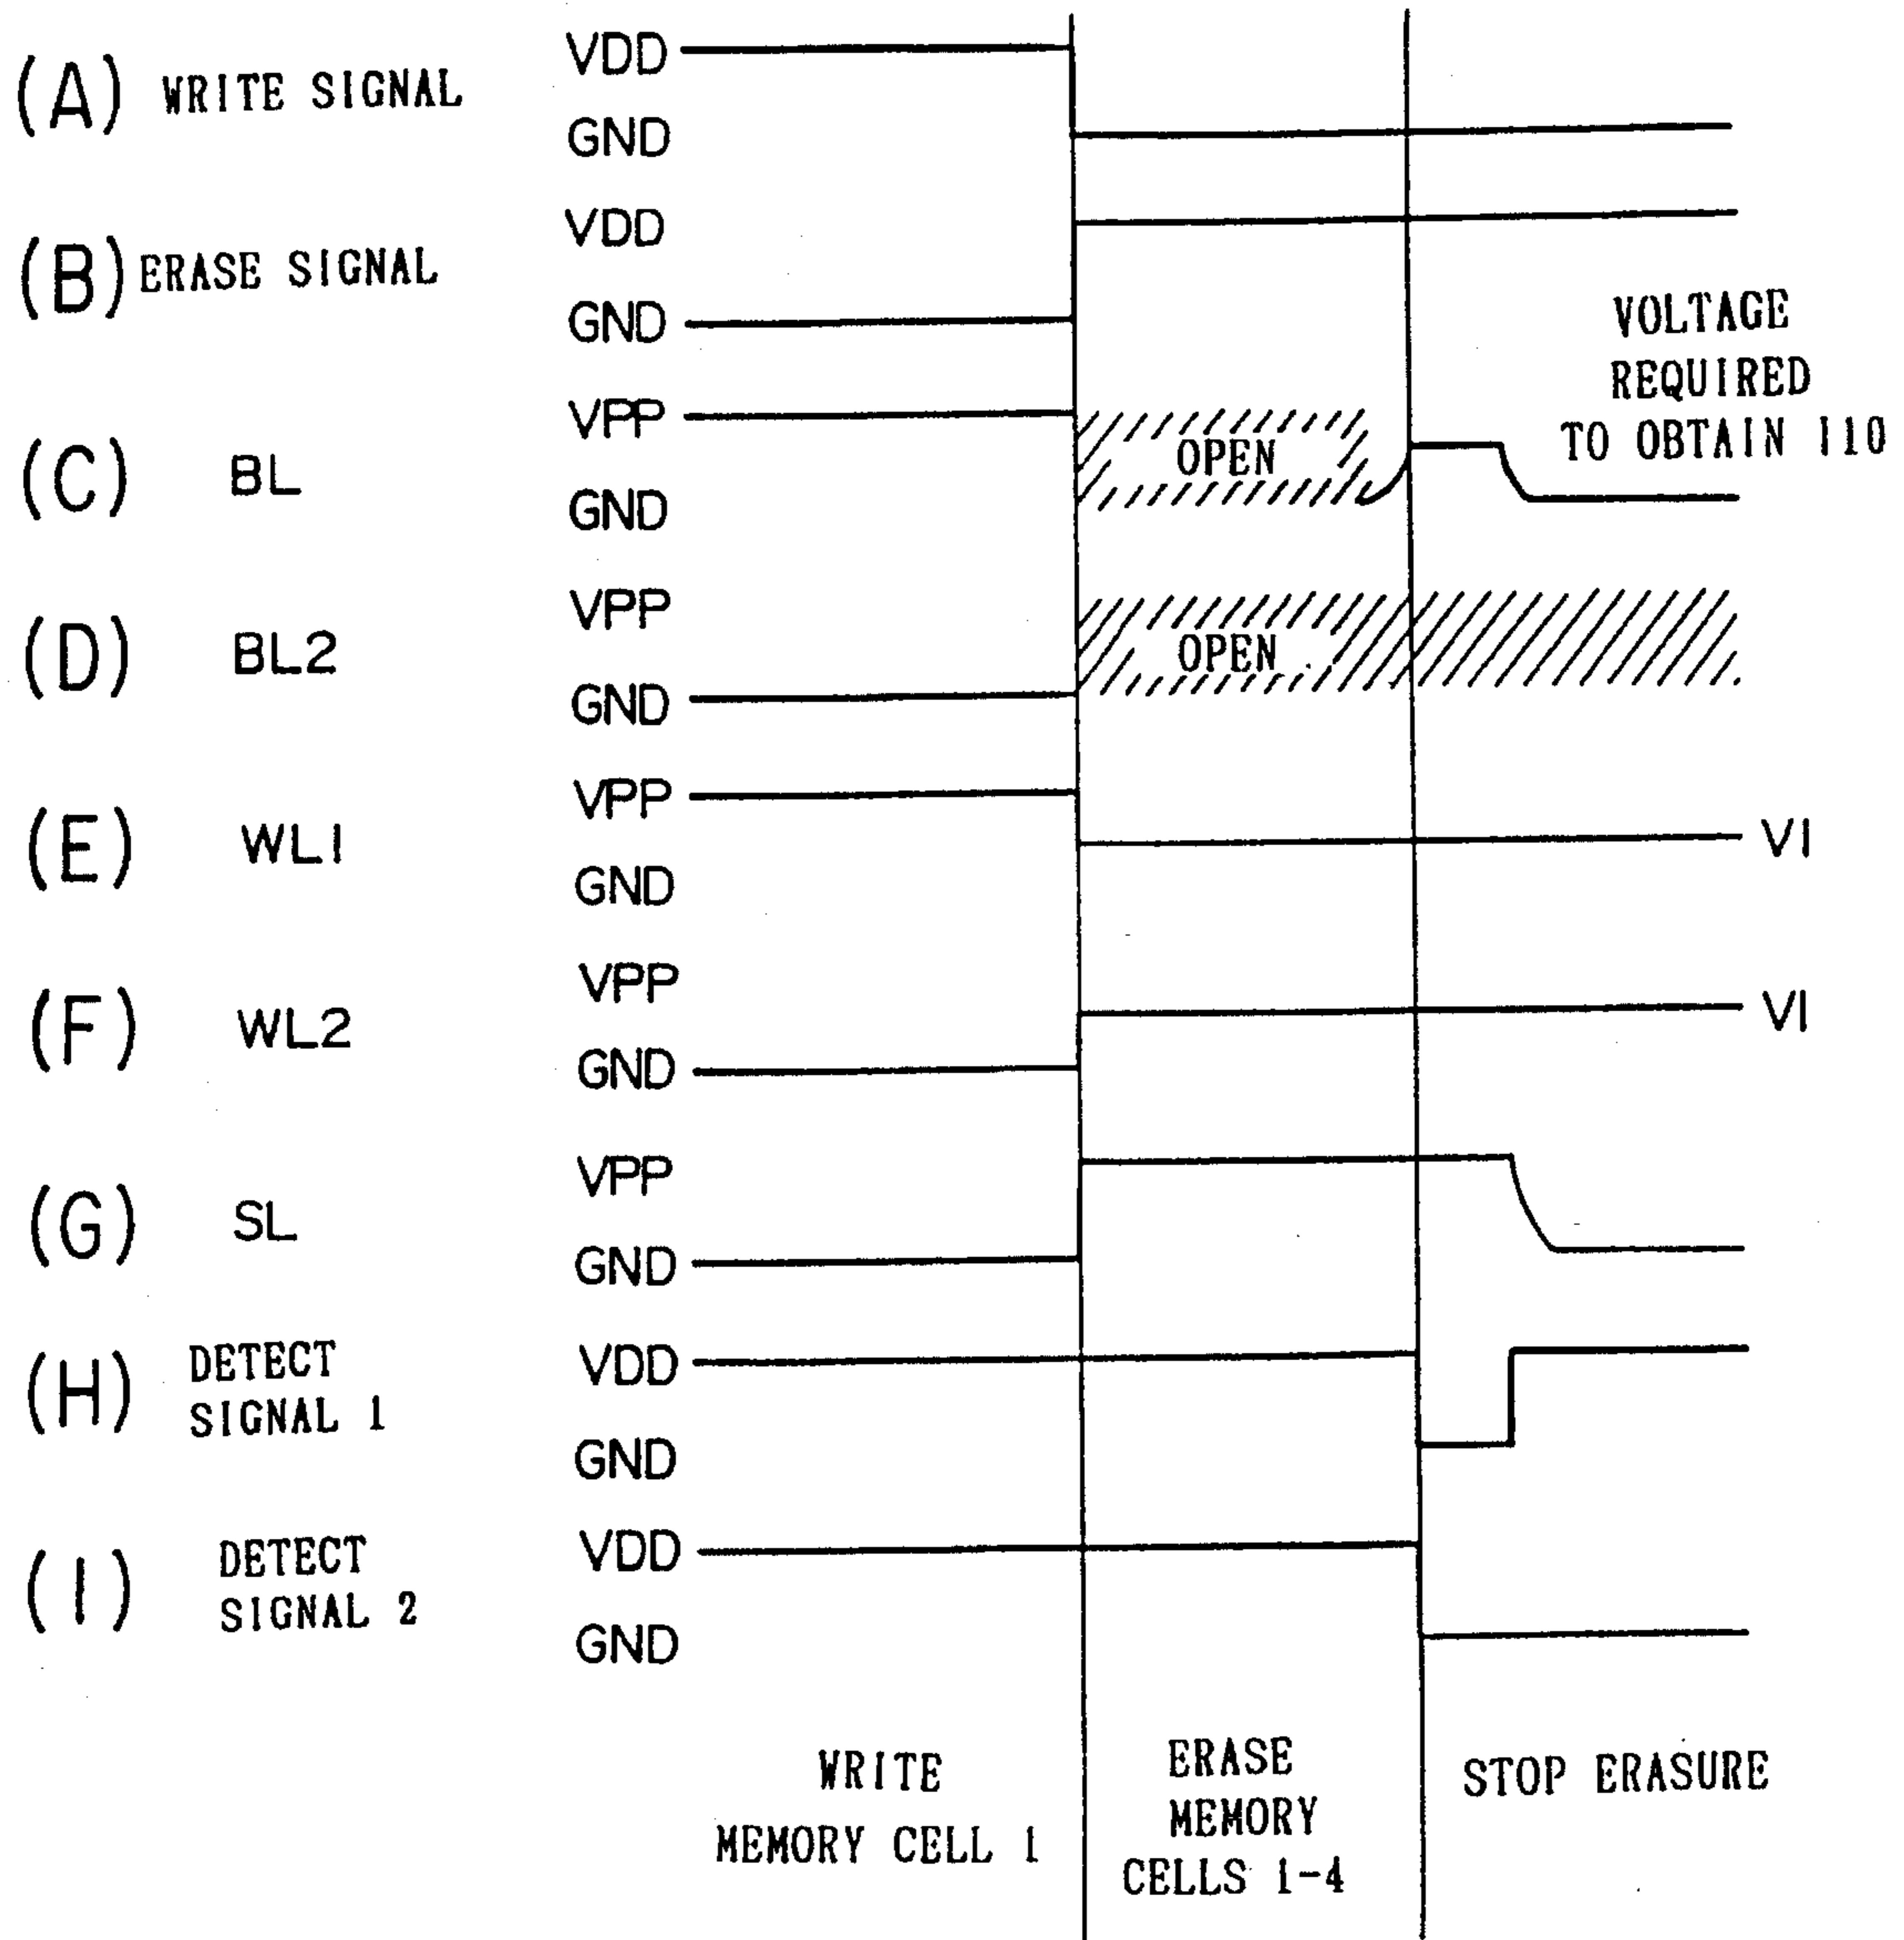 (A) WRITE SIGNAL
VDD
GND
(B) ERASE SIGNAL
VDD
GND
VOLTAGE
REQUIRED
TO OBTAIN I10
(C) BL
VPP
OPEN
GND
(D) BL2
VPP
OPEN
GND
(E) WL1
VPP
GND
VI
(F) WL2
VPP
GND
VI
(G) SL
VPP
GND
(H) DETECT
SIGNAL 1
VDD
GND
(I) DETECT
SIGNAL 2
VDD
GND
WRITE
MEMORY CELL 1
ERASE
MEMORY
CELLS 1-4
STOP ERASURE